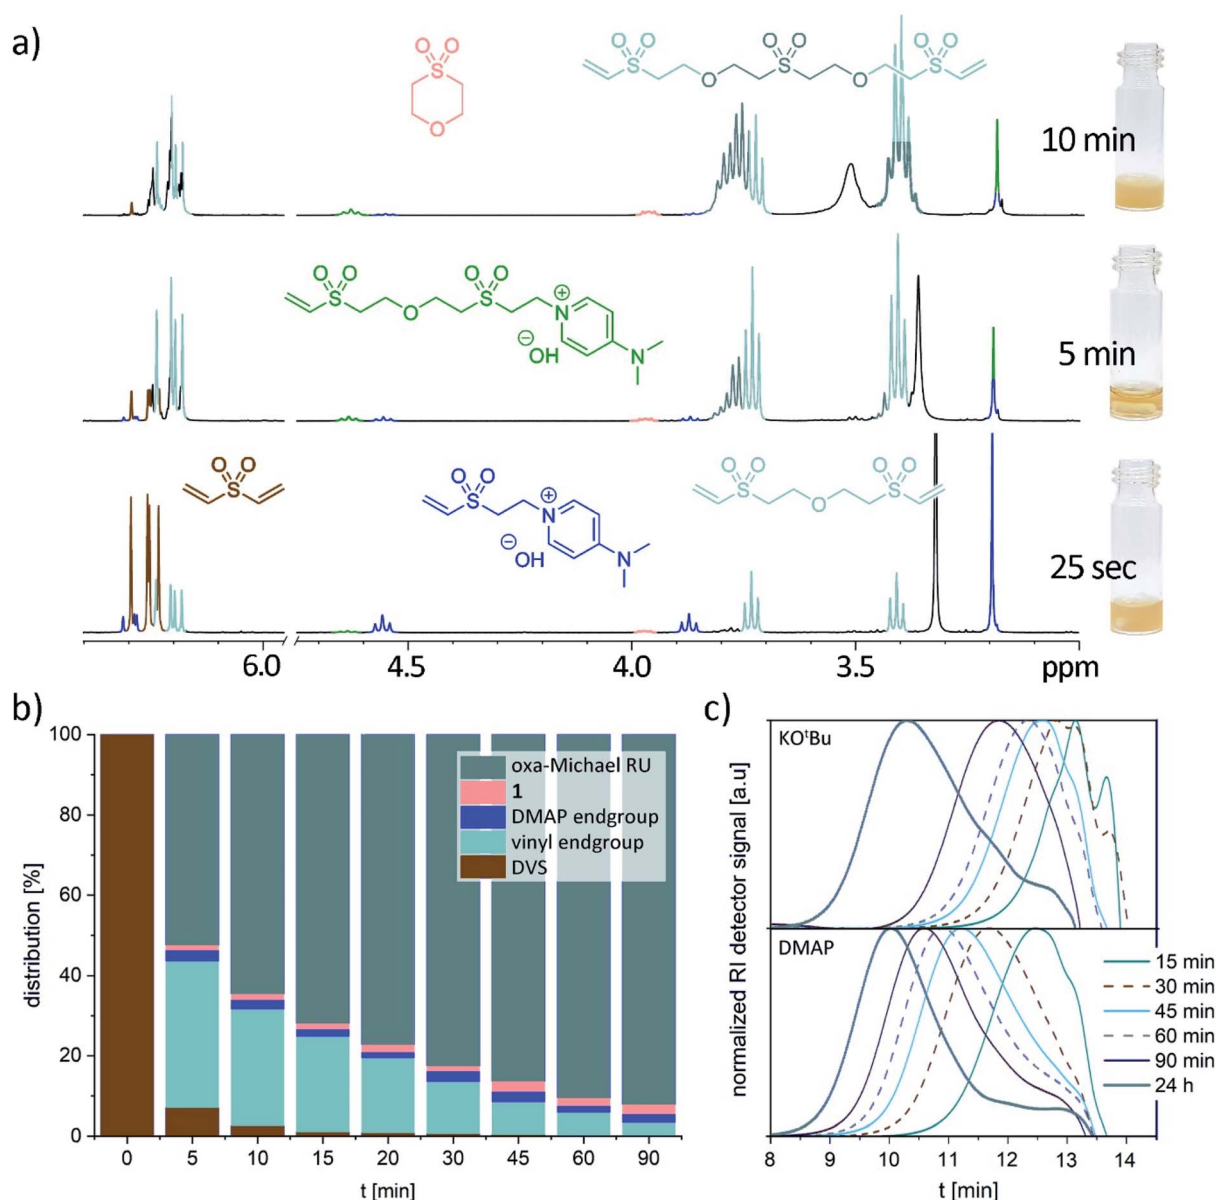 a)
O O
S
O
O O
S
O
O O
S
O
O O
S
10 min
O O
S
O
O O
S
N
+
−
OH
N
5 min
O O
S
O O
S
N
+
−
OH
N
O O
S
O
O O
S
25 sec
6.0
4.5
4.0
3.5
ppm
b)
distribution [%]
100
80
60
40
20
0
oxa-Michael RU
1
DMAP endgroup
vinyl endgroup
DVS
0 5 10 15 20 30 45 60 90
t [min]
c)
normalized RI detector signal [a.u]
KOᵗBu
DMAP
15 min
30 min
45 min
60 min
90 min
24 h
8 9 10 11 12 13 14
t [min]